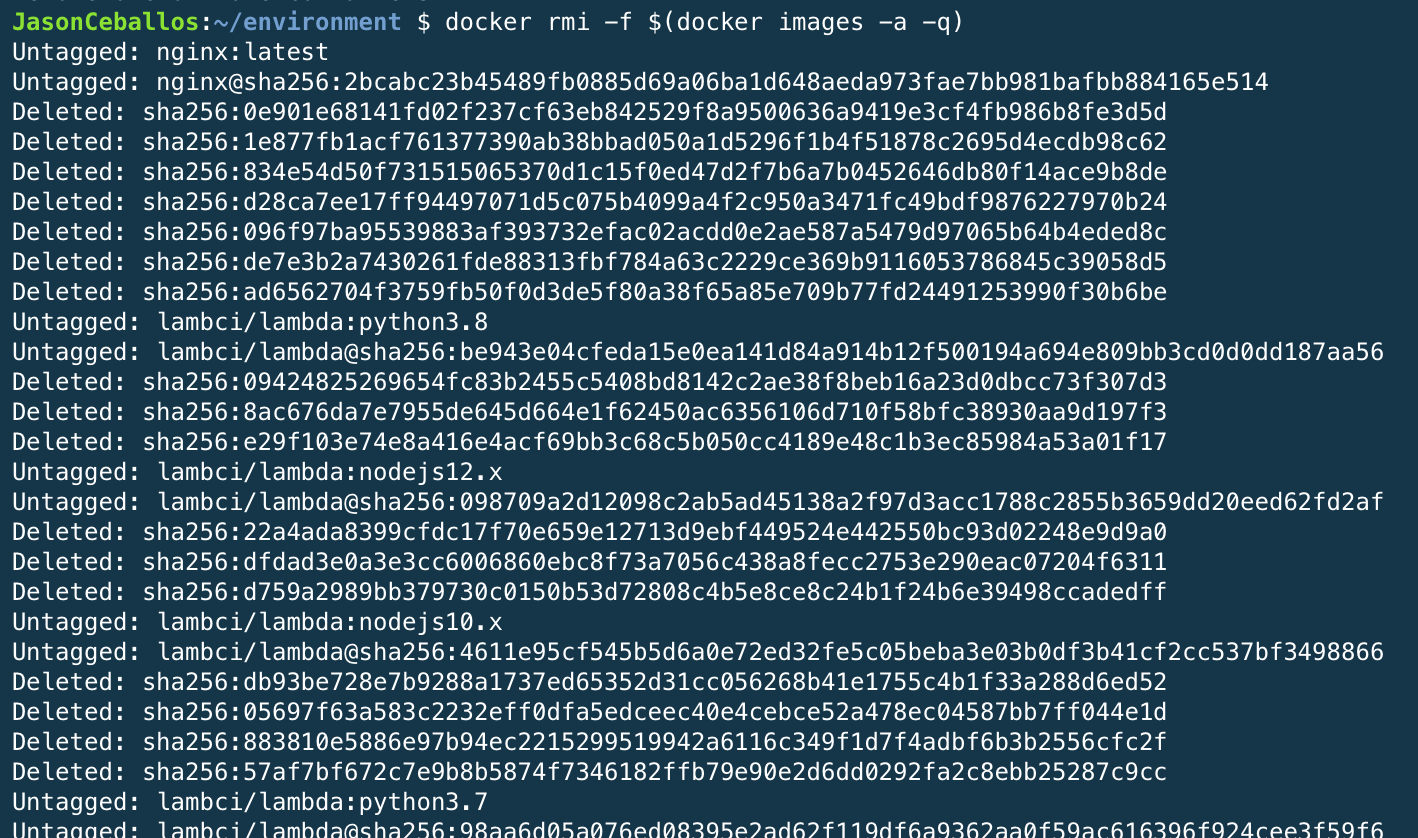 JasonCeballos:~/environment $ docker rmi -f $(docker images -a -q)
Untagged: nginx:latest
Untagged: nginx@sha256:2bcabc23b45489fb0885d69a06ba1d648aeda973fae7bb981bafbb884165e514
Deleted: sha256:0e901e68141fd02f237cf63eb842529f8a9500636a9419e3cf4fb986b8fe3d5d
Deleted: sha256:1e877fb1acf761377390ab38bbad050a1d5296f1b4f51878c2695d4ecdb98c62
Deleted: sha256:834e54d50f731515065370d1c15f0ed47d2f7b6a7b0452646db80f14ace9b8de
Deleted: sha256:d28ca7ee17ff94497071d5c075b4099a4f2c950a3471fc49bdf9876227970b24
Deleted: sha256:096f97ba95539883af393732efac02acdd0e2ae587a5479d97065b64b4eded8c
Deleted: sha256:de7e3b2a7430261fde88313fbf784a63c2229ce369b9116053786845c39058d5
Deleted: sha256:ad6562704f3759fb50f0d3de5f80a38f65a85e709b77fd24491253990f30b6be
Untagged: lambci/lambda:python3.8
Untagged: lambci/lambda@sha256:be943e04cfeda15e0ea141d84a914b12f500194a694e809bb3cd0d0dd187aa56
Deleted: sha256:09424825269654fc83b2455c5408bd8142c2ae38f8beb16a23d0dbcc73f307d3
Deleted: sha256:8ac676da7e7955de645d664e1f62450ac6356106d710f58bfc38930aa9d197f3
Deleted: sha256:e29f103e74e8a416e4acf69bb3c68c5b050cc4189e48c1b3ec85984a53a01f17
Untagged: lambci/lambda:nodejs12.x
Untagged: lambci/lambda@sha256:098709a2d12098c2ab5ad45138a2f97d3acc1788c2855b3659dd20eed62fd2af
Deleted: sha256:22a4ada8399cfdc17f70e659e12713d9ebf449524e442550bc93d02248e9d9a0
Deleted: sha256:dfdad3e0a3e3cc6006860ebc8f73a7056c438a8fecc2753e290eac07204f6311
Deleted: sha256:d759a2989bb379730c0150b53d72808c4b5e8ce8c24b1f24b6e39498ccadedff
Untagged: lambci/lambda:nodejs10.x
Untagged: lambci/lambda@sha256:4611e95cf545b5d6a0e72ed32fe5c05beba3e03b0df3b41cf2cc537bf3498866
Deleted: sha256:db93be728e7b9288a1737ed65352d31cc056268b41e1755c4b1f33a288d6ed52
Deleted: sha256:05697f63a583c2232eff0dfa5edceec40e4cebce52a478ec04587bb7ff044e1d
Deleted: sha256:883810e5886e97b94ec2215299519942a6116c349f1d7f4adbf6b3b2556cfc2f
Deleted: sha256:57af7bf672c7e9b8b5874f7346182ffb79e90e2d6dd0292fa2c8ebb25287c9cc
Untagged: lambci/lambda:python3.7
Untagged: lambci/lambda@sha256:98aa6d05a076ed08395e2ad62f119df6a9362aa0f59ac616396f924cee3f59f6